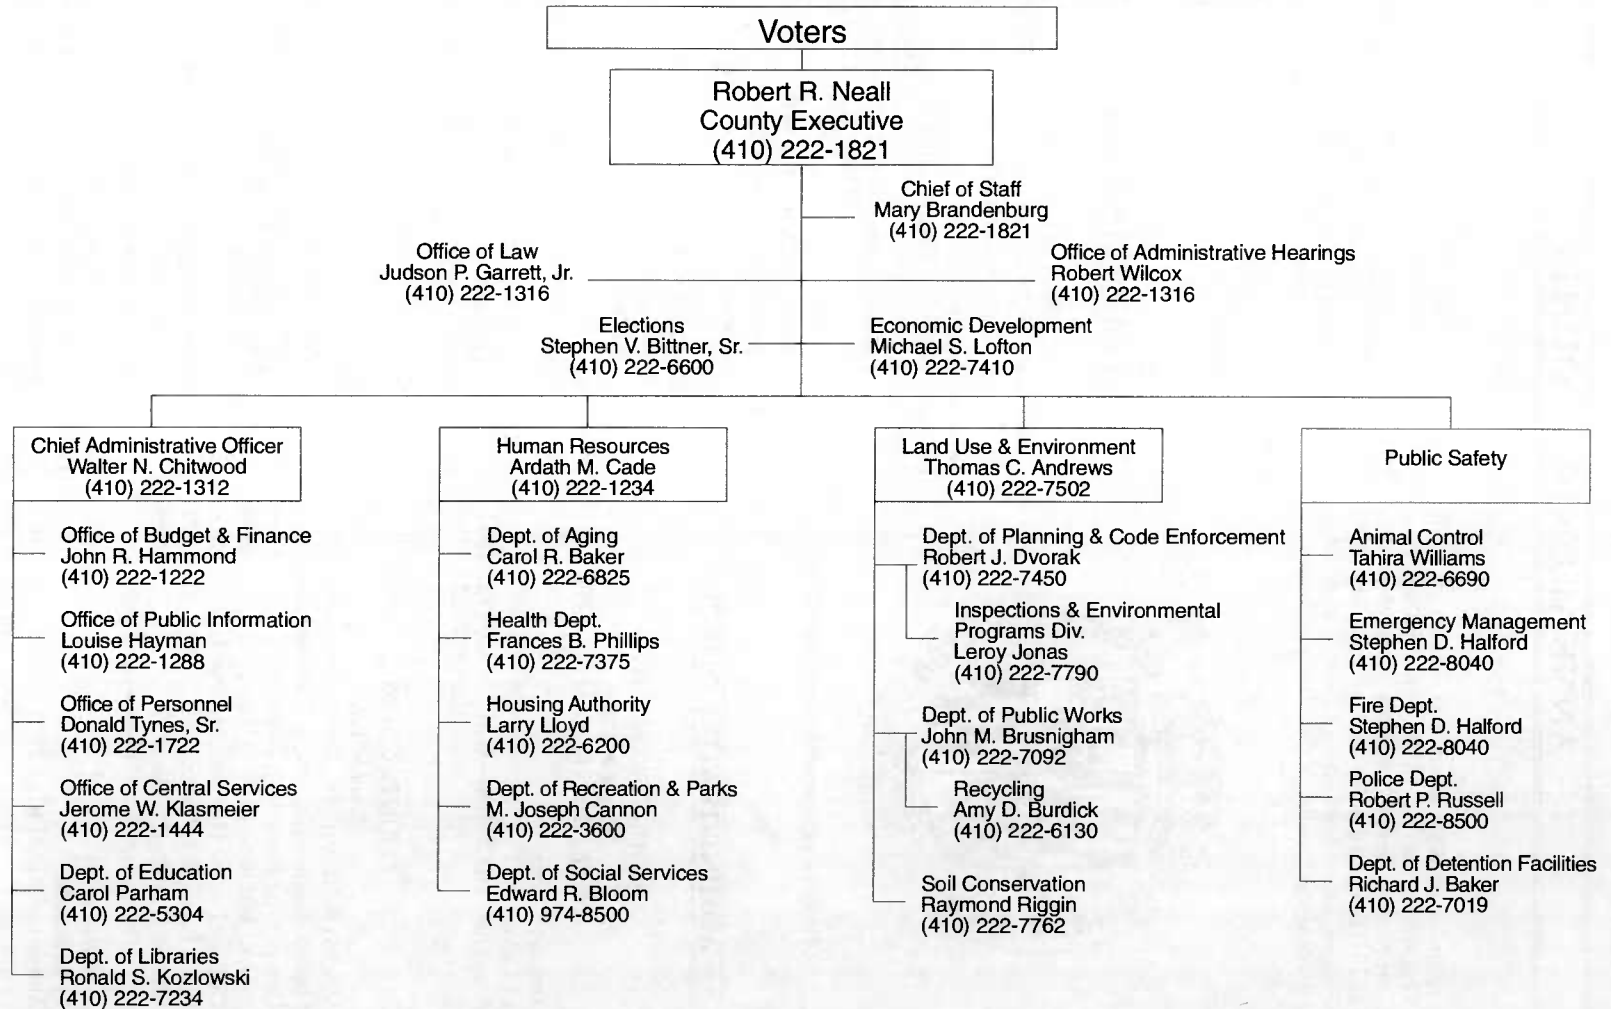 Voters
Robert R. Neall
County Executive
(410) 222-1821
Chief of Staff
Mary Brandenburg
(410) 222-1821
Office of Law
Judson P. Garrett, Jr.
(410) 222-1316
Office of Administrative Hearings
Robert Wilcox
(410) 222-1316
Elections
Stephen V. Bittner, Sr.
(410) 222-6600
Economic Development
Michael S. Lofton
(410) 222-7410
Chief Administrative Officer
Walter N. Chitwood
(410) 222-1312
Office of Budget & Finance
John R. Hammond
(410) 222-1222
Office of Public Information
Louise Hayman
(410) 222-1288
Office of Personnel
Donald Tynes, Sr.
(410) 222-1722
Office of Central Services
Jerome W. Klasmeier
(410) 222-1444
Dept. of Education
Carol Parham
(410) 222-5304
Dept. of Libraries
Ronald S. Kozlowski
(410) 222-7234
Human Resources
Ardath M. Cade
(410) 222-1234
Dept. of Aging
Carol R. Baker
(410) 222-6825
Health Dept.
Frances B. Phillips
(410) 222-7375
Housing Authority
Larry Lloyd
(410) 222-6200
Dept. of Recreation & Parks
M. Joseph Cannon
(410) 222-3600
Dept. of Social Services
Edward R. Bloom
(410) 974-8500
Land Use & Environment
Thomas C. Andrews
(410) 222-7502
Dept. of Planning & Code Enforcement
Robert J. Dvorak
(410) 222-7450
Inspections & Environmental
Programs Div.
Leroy Jonas
(410) 222-7790
Dept. of Public Works
John M. Brusnigham
(410) 222-7092
Recycling
Amy D. Burdick
(410) 222-6130
Soil Conservation
Raymond Riggin
(410) 222-7762
Public Safety
Animal Control
Tahira Williams
(410) 222-6690
Emergency Management
Stephen D. Halford
(410) 222-8040
Fire Dept.
Stephen D. Halford
(410) 222-8040
Police Dept.
Robert P. Russell
(410) 222-8500
Dept. of Detention Facilities
Richard J. Baker
(410) 222-7019